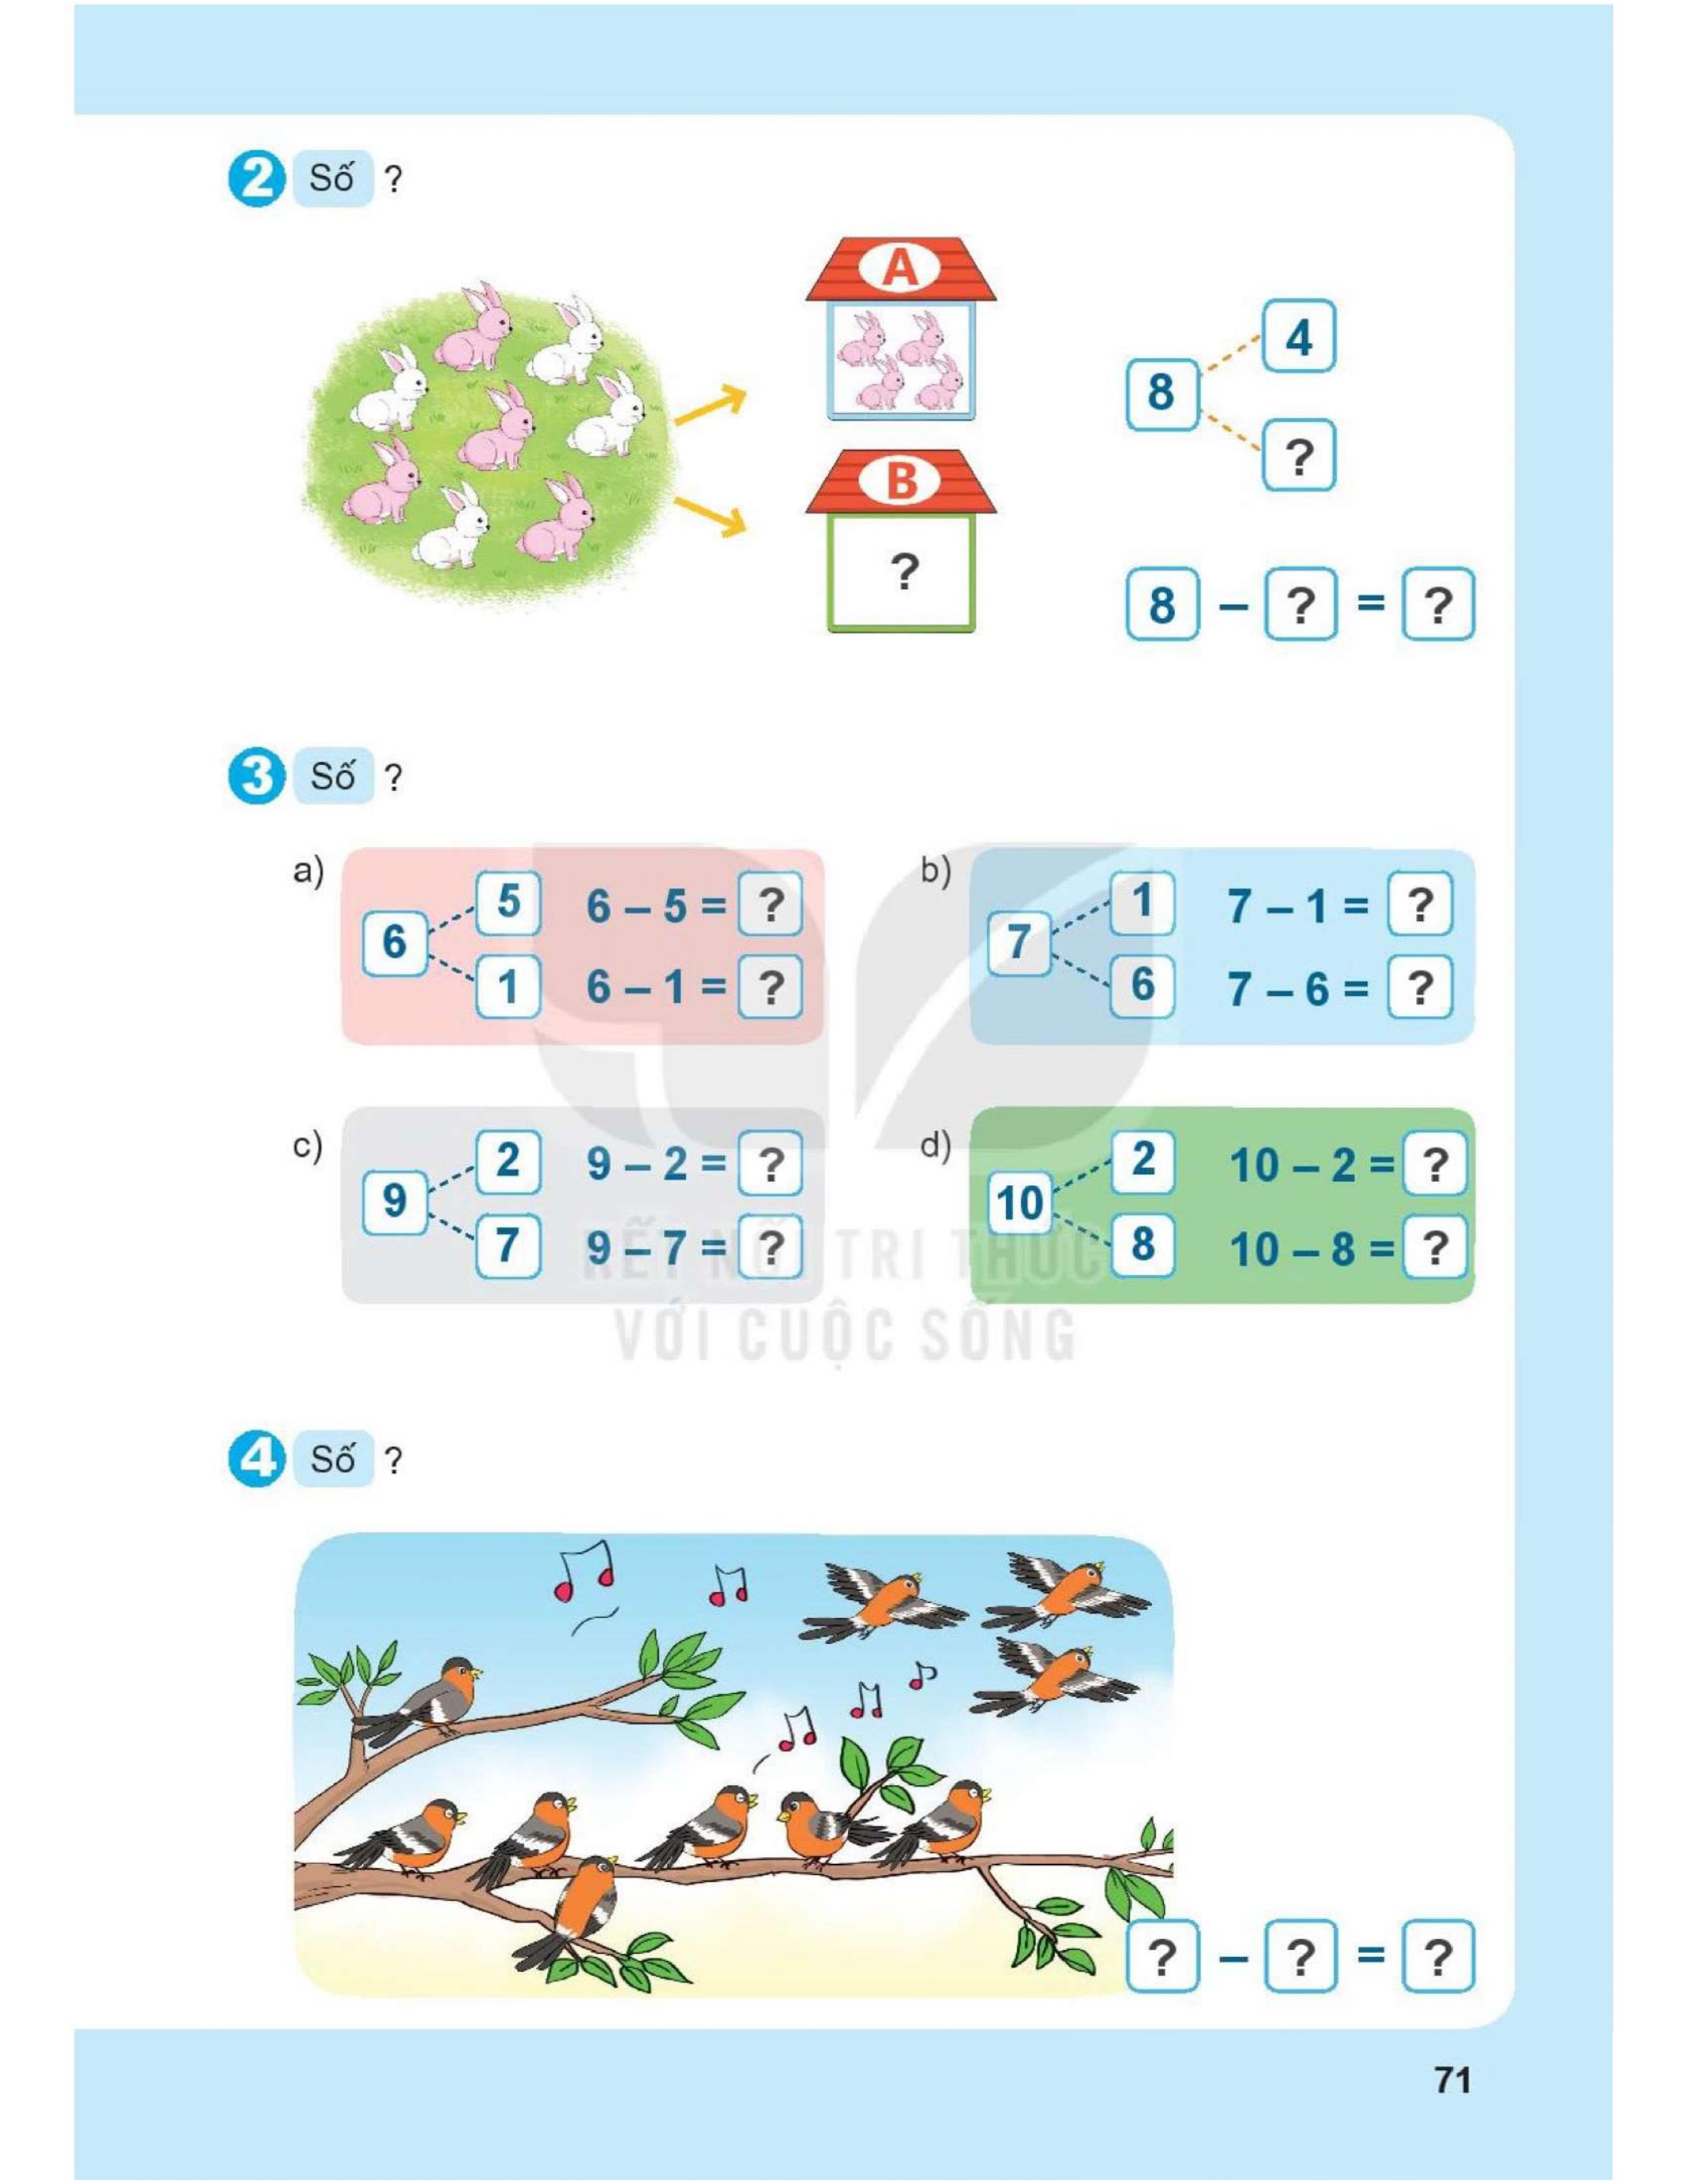 2 Số ?
A
4
8
?
B
?
8 – ? = ?
3 Số ?
a)
5 6 – 5 = ?
6
1 6 – 1 = ?
b)
1 7 – 1 = ?
7
6 7 – 6 = ?
c)
2 9 – 2 = ?
9
7 9 – 7 = ?
d)
2 10 – 2 = ?
10
8 10 – 8 = ?
KẾT NỐI TRI THỨC
VỚI CUỘC SỐNG
4 Số ?
? – ? = ?
71